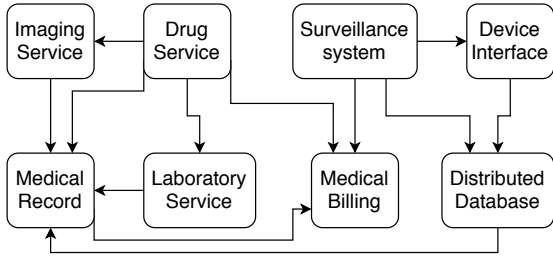 Imaging
Service
Drug
Service
Surveillance
system
Device
Interface
Medical
Record
Laboratory
Service
Medical
Billing
Distributed
Database